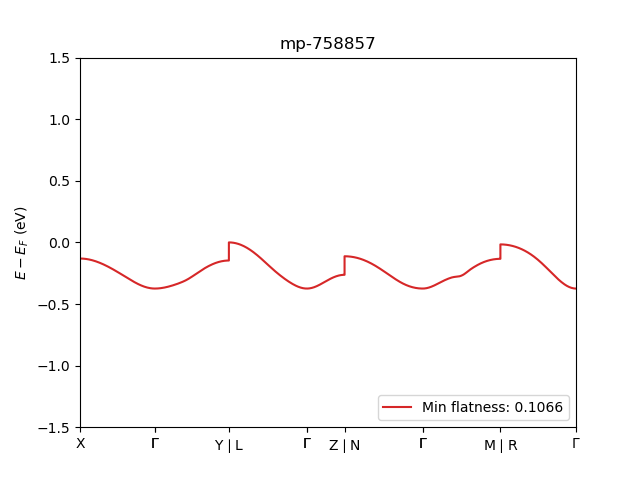 mp-758857
E − E_F (eV)
1.5
1.0
0.5
0.0
−0.5
−1.0
−1.5
Min flatness: 0.1066
X Γ Y | L Γ Z | N Γ M | R Γ